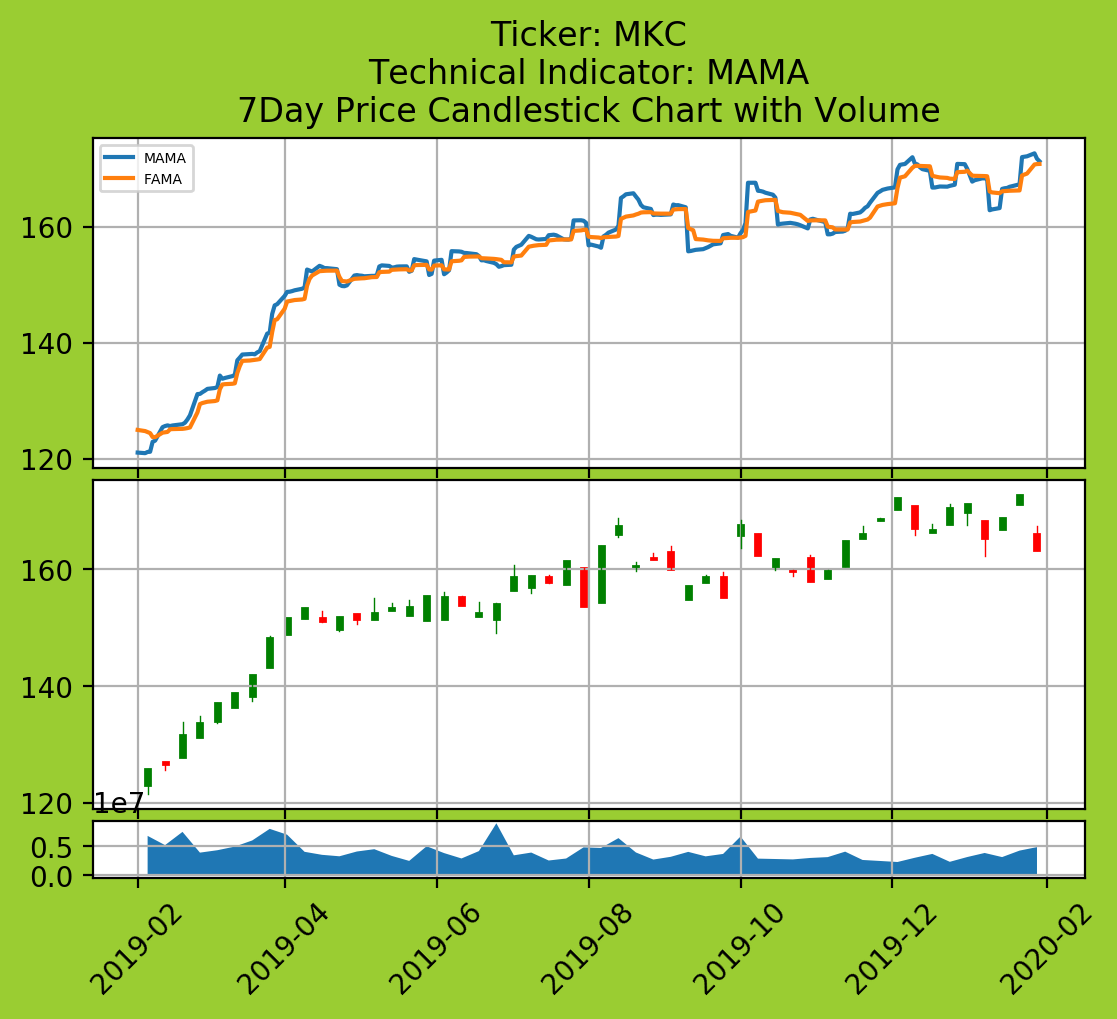 Ticker: MKC
Technical Indicator: MAMA
7Day Price Candlestick Chart with Volume
MAMA
FAMA
160
140
120
160
140
120
1e7
0.5
0.0
2019-02
2019-04
2019-06
2019-08
2019-10
2019-12
2020-02